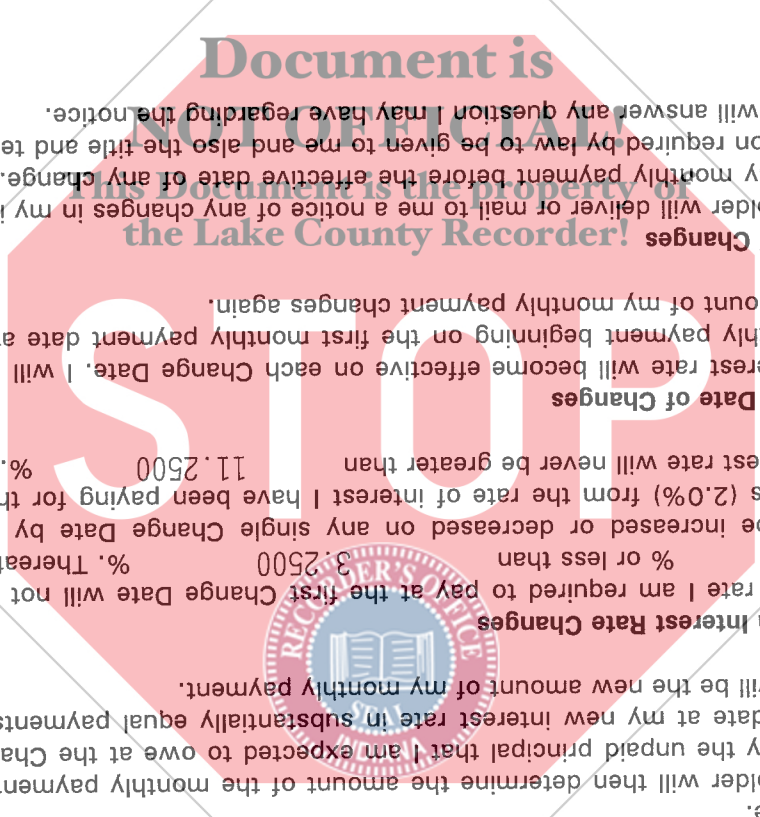 Document is
NOT OFFICIAL!
This Document is the property of
the Lake County Recorder!
STOP
RECORDER'S OFFICE
SEAL
INDIANA
e.
older will then determine the amount of the monthly paymen
y the unpaid principal that I am expected to owe at the Cha
date at my new interest rate in substantially equal payments
ill be the new amount of my monthly payment.
Interest Rate Changes
rate I am required to pay at the first Change Date will not
% or less than 3.2500 %. Thereaf
be increased or decreased on any single Change Date by
s (2.0%) from the rate of interest I have been paying for th
rest rate will never be greater than 11.2500 %.
Date of Changes
erest rate will become effective on each Change Date. I will
hly payment beginning on the first monthly payment date a
ount of my monthly payment changes again.
Changes
older will deliver or mail to me a notice of any changes in my i
y monthly payment before the effective date of any change.
on required by law to be given to me and also the title and te
will answer any question I may have regarding the notice.